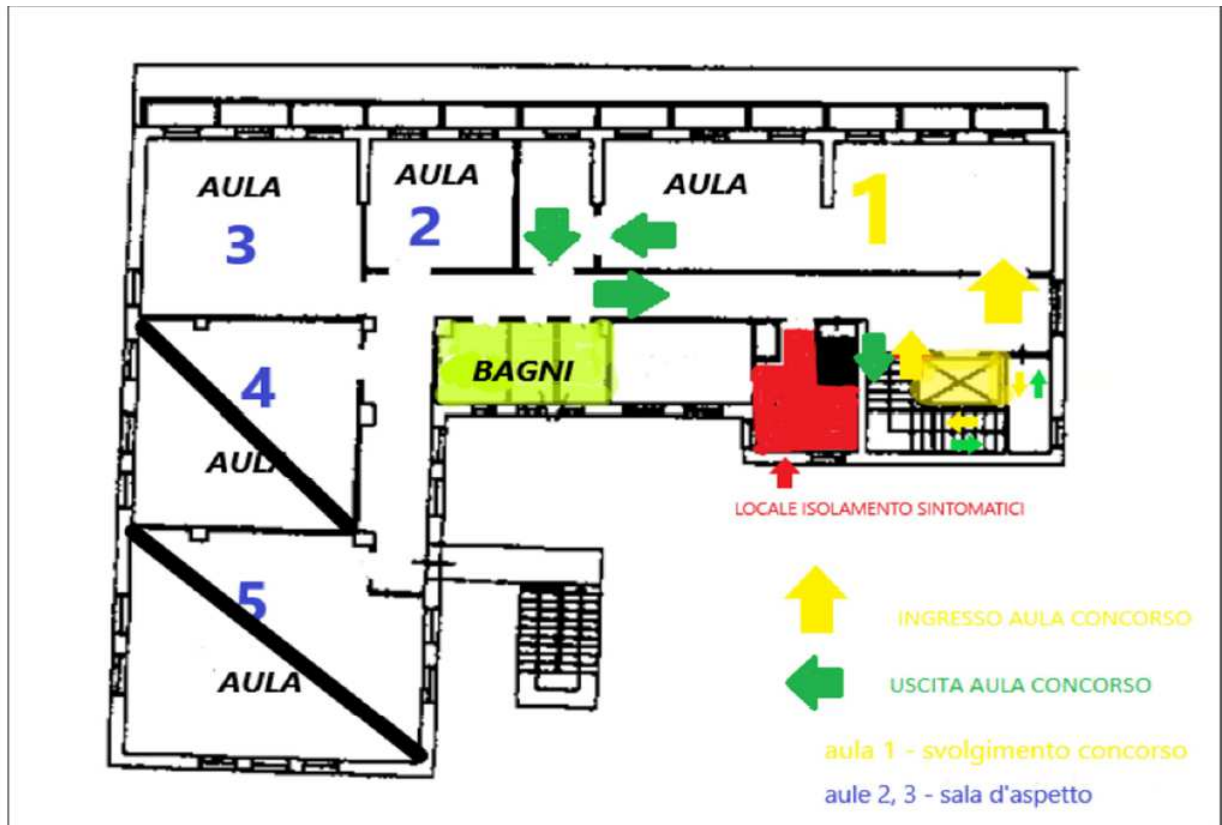 AULA
3
AULA
2
AULA
1
4
AULA
BAGNI
5
AULA
LOCALE ISOLAMENTO SINTOMATICI
INGRESSO AULA CONCORSO
USCITA AULA CONCORSO
aula 1 - svolgimento concorso
aule 2, 3 - sala d'aspetto